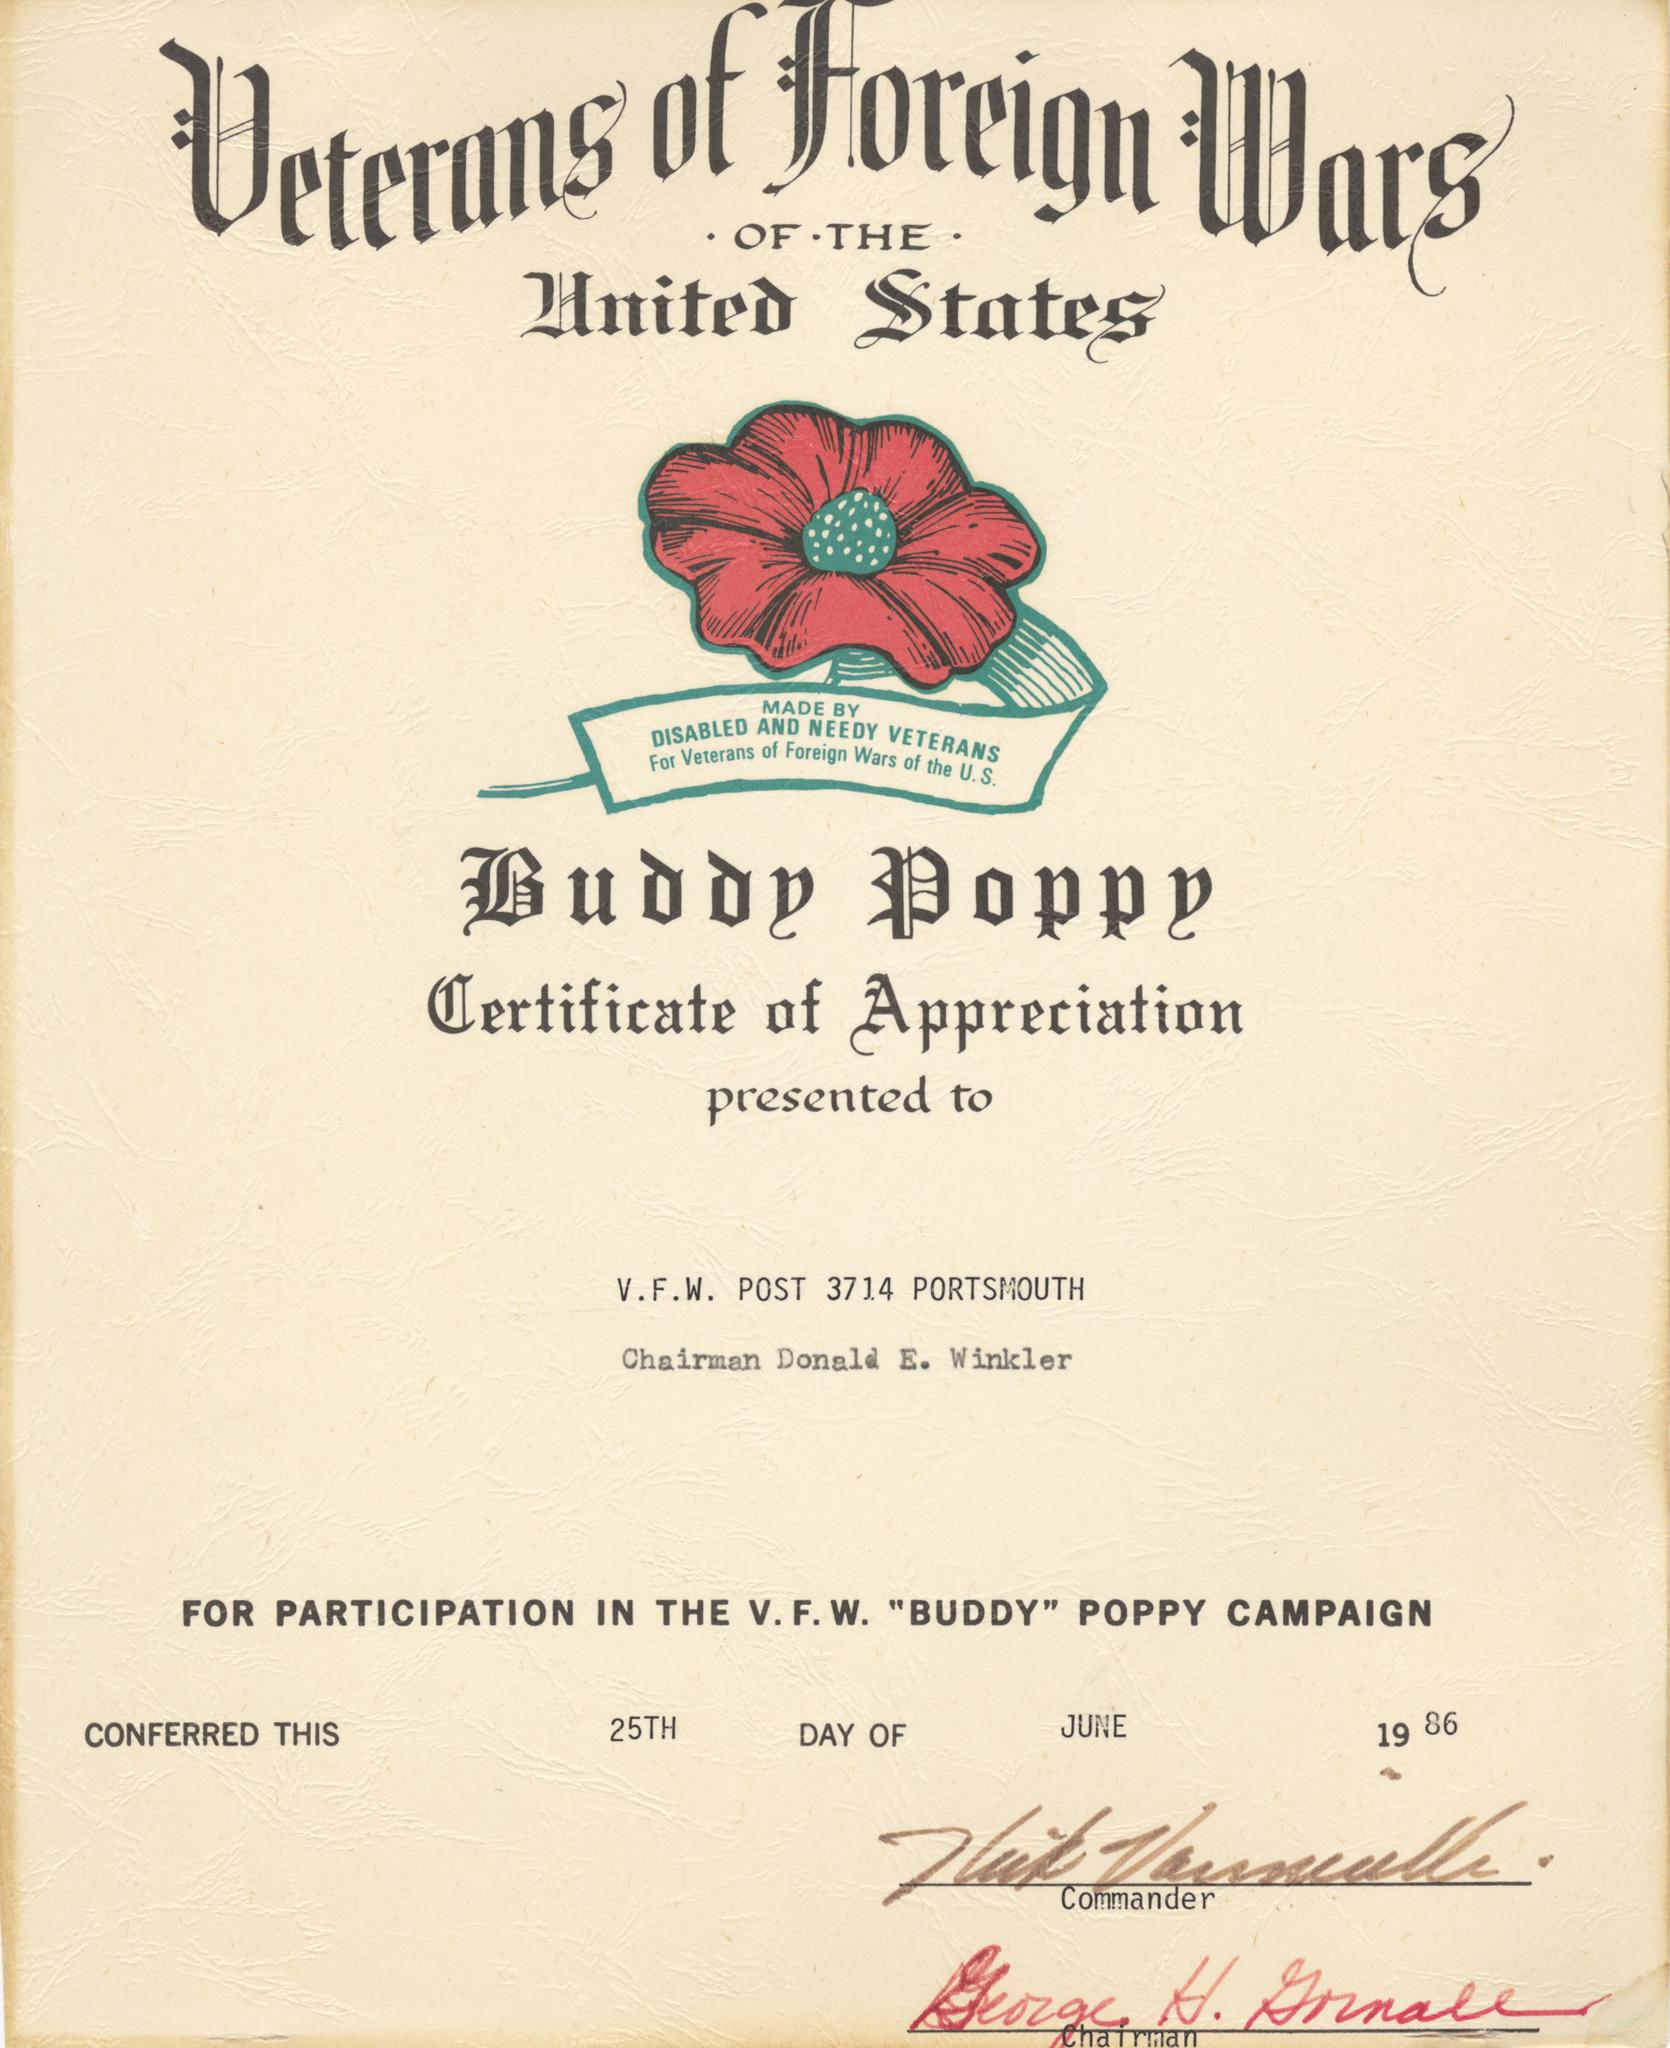 Veterans of Foreign Wars
· OF · THE ·
United States
MADE BY
DISABLED AND NEEDY VETERANS
For Veterans of Foreign Wars of the U.S.
Buddy Poppy
Certificate of Appreciation
presented to
V.F.W. POST 3714 PORTSMOUTH
Chairman Donald E. Winkler
FOR PARTICIPATION IN THE V.F.W. "BUDDY" POPPY CAMPAIGN
CONFERRED THIS 25TH DAY OF JUNE 19 86
Commander
George H. Gornall
Chairman